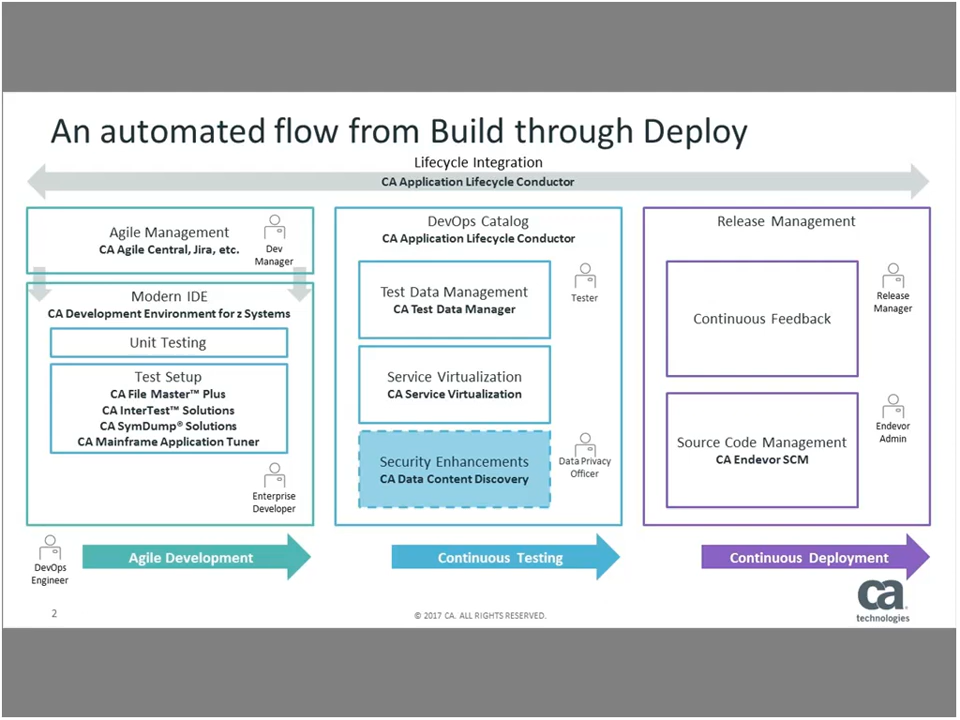 An automated flow from Build through Deploy
Lifecycle Integration
CA Application Lifecycle Conductor
Agile Management
CA Agile Central, Jira, etc.
Dev
Manager
Modern IDE
CA Development Environment for z Systems
Unit Testing
Test Setup
CA File Master™ Plus
CA InterTest™ Solutions
CA SymDump® Solutions
CA Mainframe Application Tuner
Enterprise
Developer
DevOps Catalog
CA Application Lifecycle Conductor
Test Data Management
CA Test Data Manager
Tester
Service Virtualization
CA Service Virtualization
Security Enhancements
CA Data Content Discovery
Data Privacy
Officer
Release Management
Continuous Feedback
Release
Manager
Source Code Management
CA Endevor SCM
Endevor
Admin
DevOps
Engineer
Agile Development
Continuous Testing
Continuous Deployment
2
© 2017 CA. ALL RIGHTS RESERVED.
ca
technologies